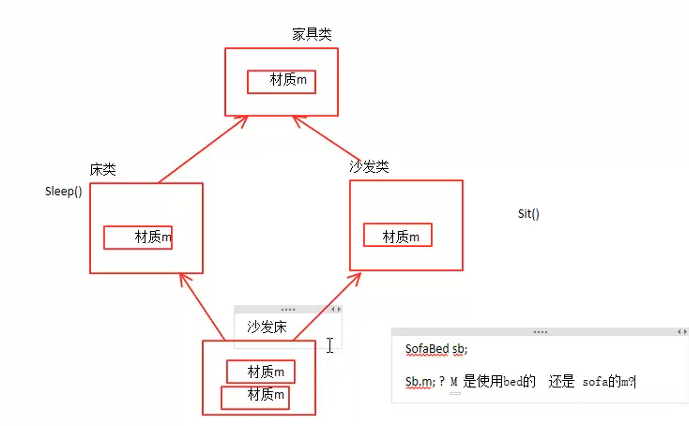 家具类
材质m
床类
沙发类
Sleep()
Sit()
材质m
材质m
沙发床
材质m
材质m
SofaBed sb;
Sb.m; ? M 是使用bed的 还是 sofa的m?